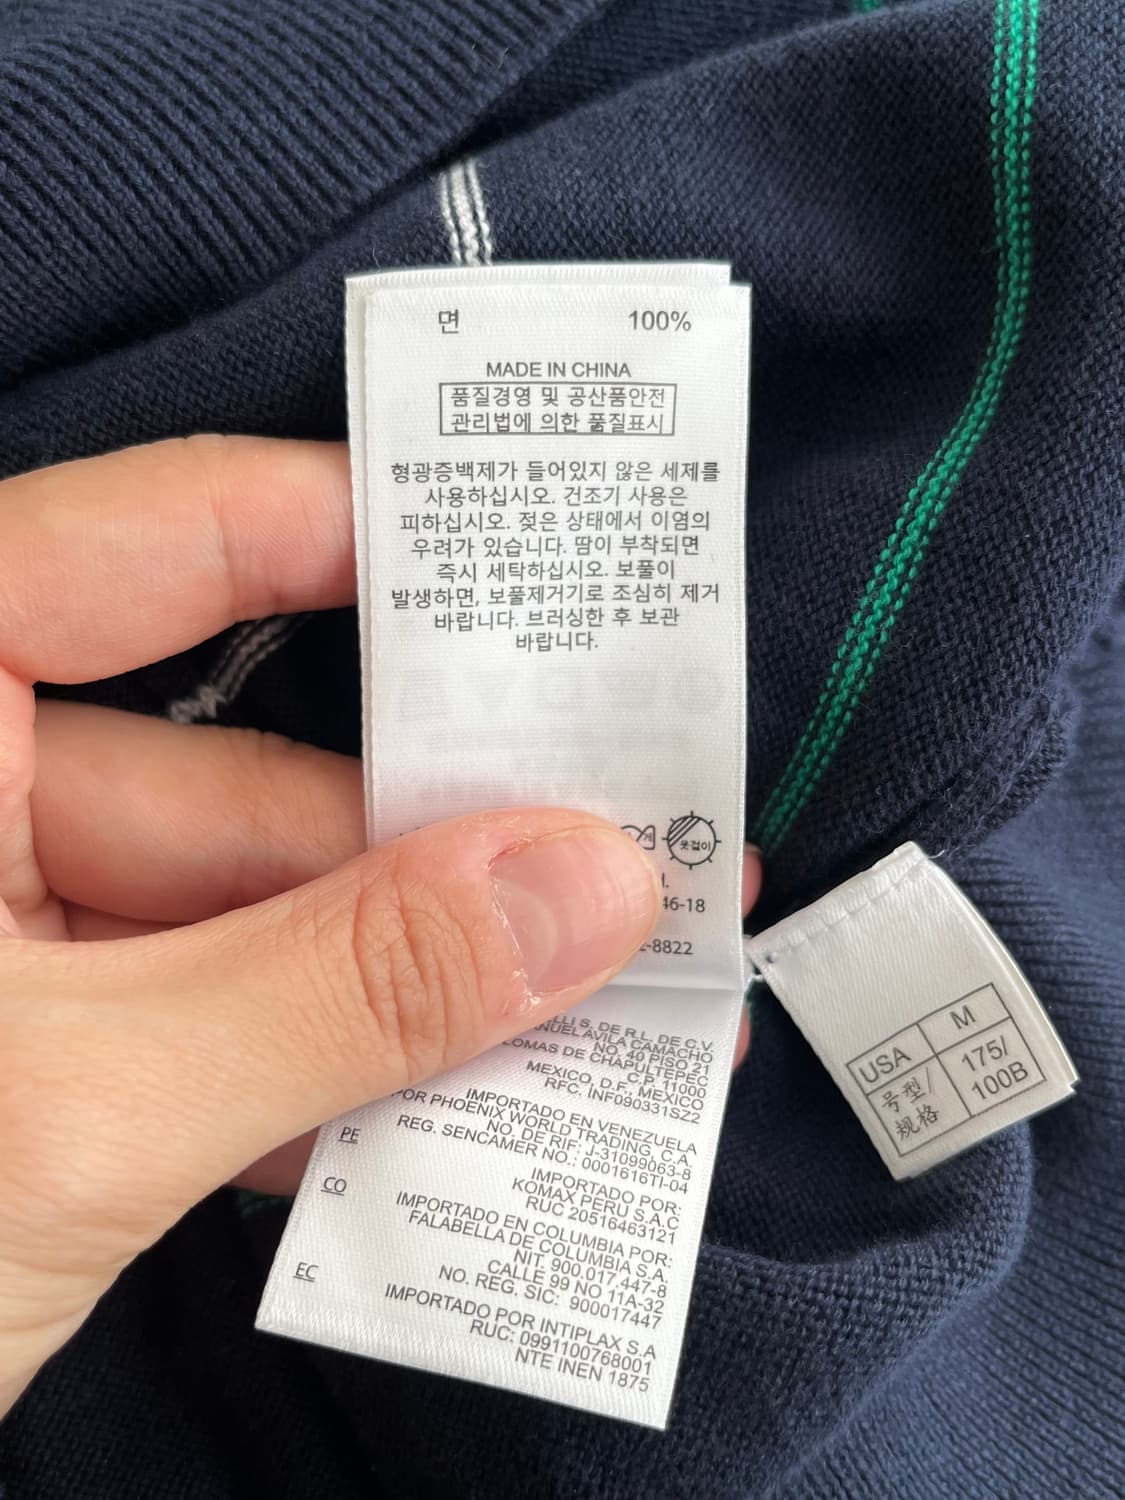 면 100%
MADE IN CHINA
품질경영 및 공산품안전
관리법에 의한 품질표시
형광증백제가 들어있지 않은 세제를
사용하십시오. 건조기 사용은
피하십시오. 젖은 상태에서 이염의
우려가 있습니다. 땀이 부착되면
즉시 세탁하십시오. 보풀이
발생하면, 보풀제거기로 조심히 제거
바랍니다. 브러싱한 후 보관
바랍니다.
옷걸이
46-18
-8822
S. DE R.L. DE C.V.
AVILA CAMACHO
NO. 40 PISO 21
LOMAS DE CHAPULTEPEC
C.P. 11000
MEXICO, D.F. MEXICO
RFC. INF090331SZ2
IMPORTADO EN VENEZUELA
POR PHOENIX WORLD TRADING, C.A.
NO. DE RIF: J-31099063-8
REG. SENCAMER NO.: 0001616TI-04
PE
IMPORTADO POR:
KOMAX PERU S.A.C
RUC 20516463121
CO
IMPORTADO EN COLOMBIA POR:
FALABELLA DE COLOMBIA S.A.
NIT. 900.017.447-8
CALLE 99 NO 11A-32
NO. REG. SIC: 900017447
EC
IMPORTADO POR INTIPLAX S.A
RUC: 0991100768001
NTE INEN 1875
USA M
号型/ 175/
规格 100B